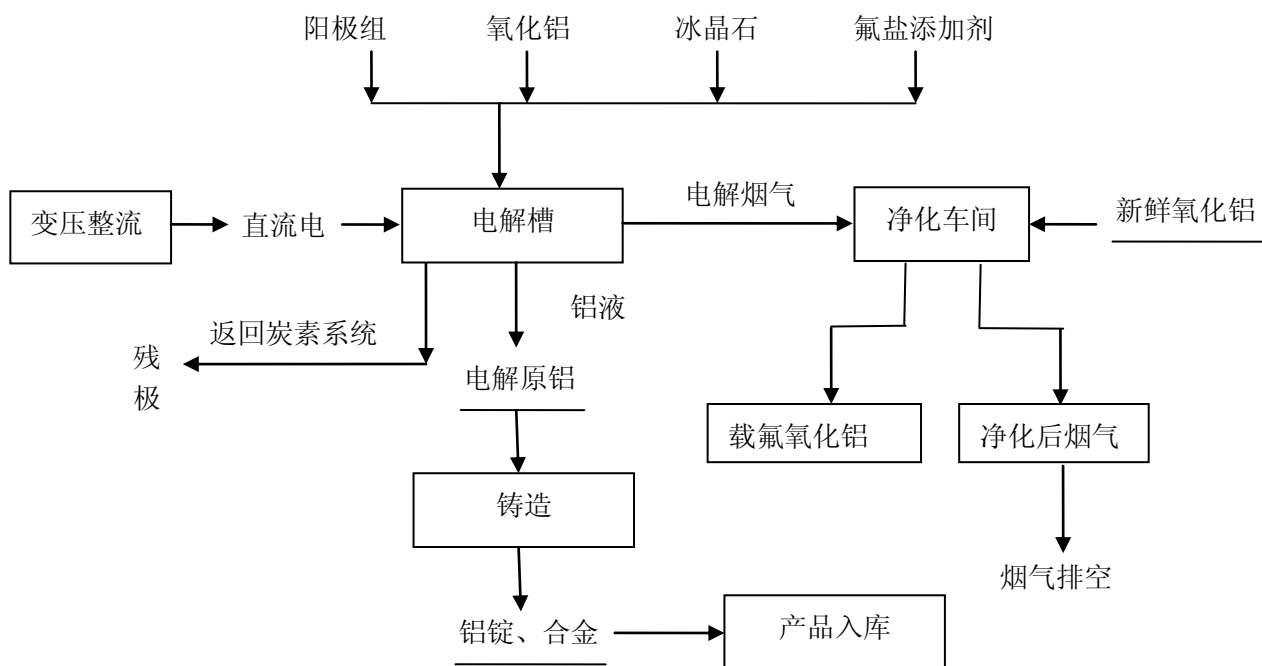 阳极组
氧化铝
冰晶石
氟盐添加剂
变压整流
直流电
电解槽
电解烟气
净化车间
新鲜氧化铝
铝液
返回炭素系统
残
极
电解原铝
载氟氧化铝
净化后烟气
铸造
烟气排空
铝锭、合金
产品入库